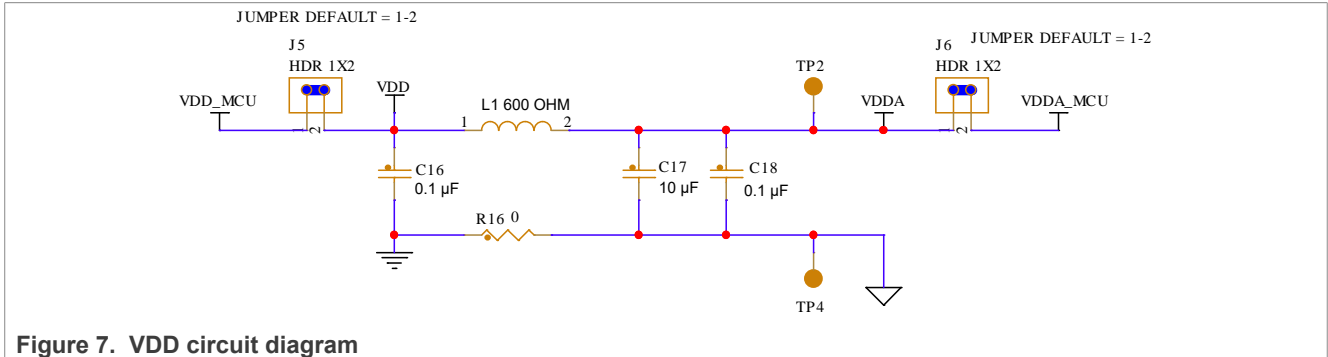 JUMPER DEFAULT = 1-2
J5
HDR 1X2
VDD_MCU
1
2
VDD
L1 600 OHM
1
2
TP2
J6
JUMPER DEFAULT = 1-2
HDR 1X2
VDDA
1
2
VDDA_MCU
C16
0.1 µF
C17
10 µF
C18
0.1 µF
R16 0
TP4
Figure 7. VDD circuit diagram